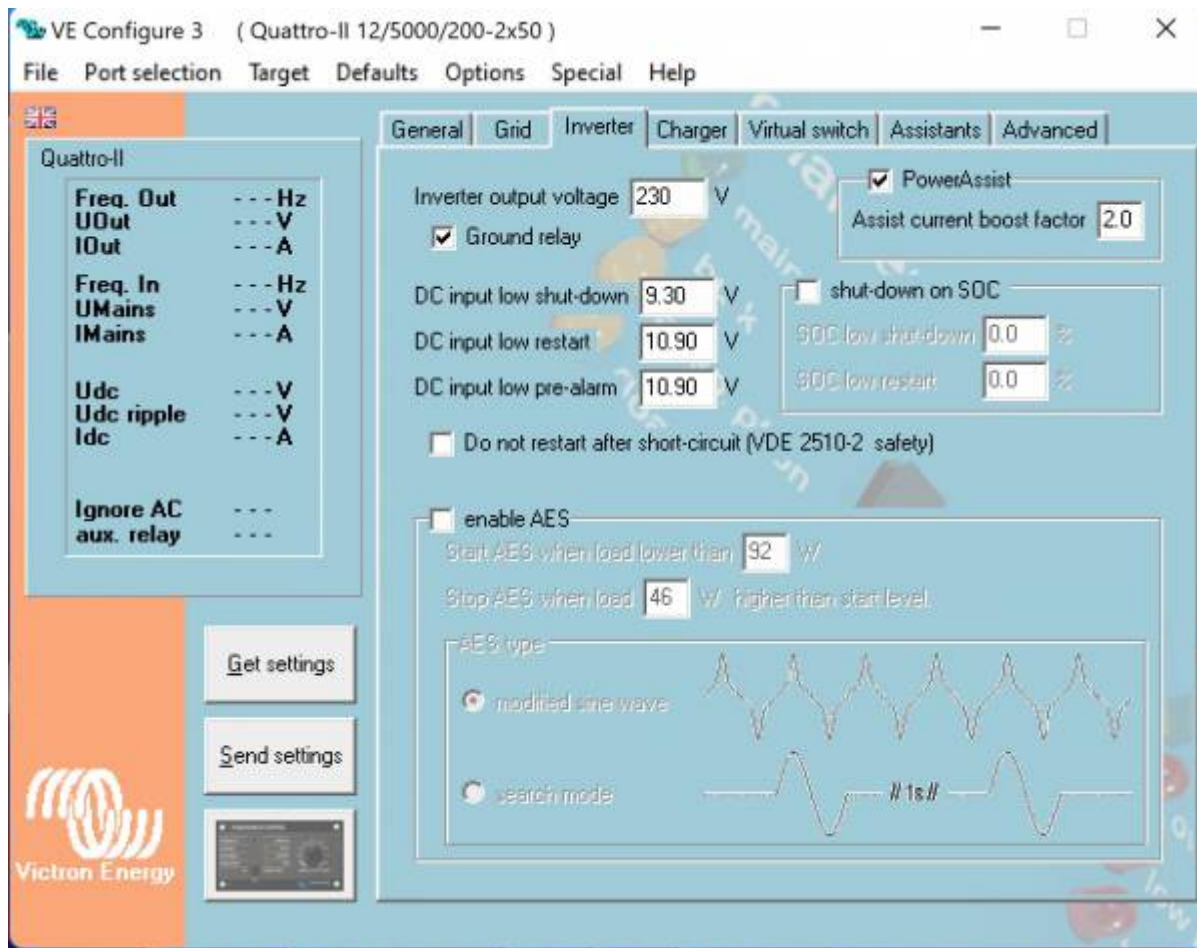 VE Configure 3 ( Quattro-II 12/5000/200-2x50 )
File Port selection Target Defaults Options Special Help
General Grid Inverter Charger Virtual switch Assistants Advanced
Quattro-II
Freq. Out - - - Hz
UOut - - - V
IOut - - - A
Freq. In - - - Hz
UMains - - - V
IMains - - - A
Udc - - - V
Udc ripple - - - V
Idc - - - A
Ignore AC - - -
aux. relay - - -
Get settings
Send settings
Victron Energy
Inverter output voltage 230 V
Ground relay
PowerAssist
Assist current boost factor 2.0
DC input low shut-down 9.30 V
DC input low restart 10.90 V
DC input low pre-alarm 10.90 V
shut-down on SOC
SOC low shut-down 0.0 %
SOC low restart 0.0 %
Do not restart after short-circuit (VDE 2510-2 safety)
enable AES
Start AES when load lower than 92 W
Stop AES when load 46 W higher than start level.
AES type
modified sine wave
search mode
// 1s //